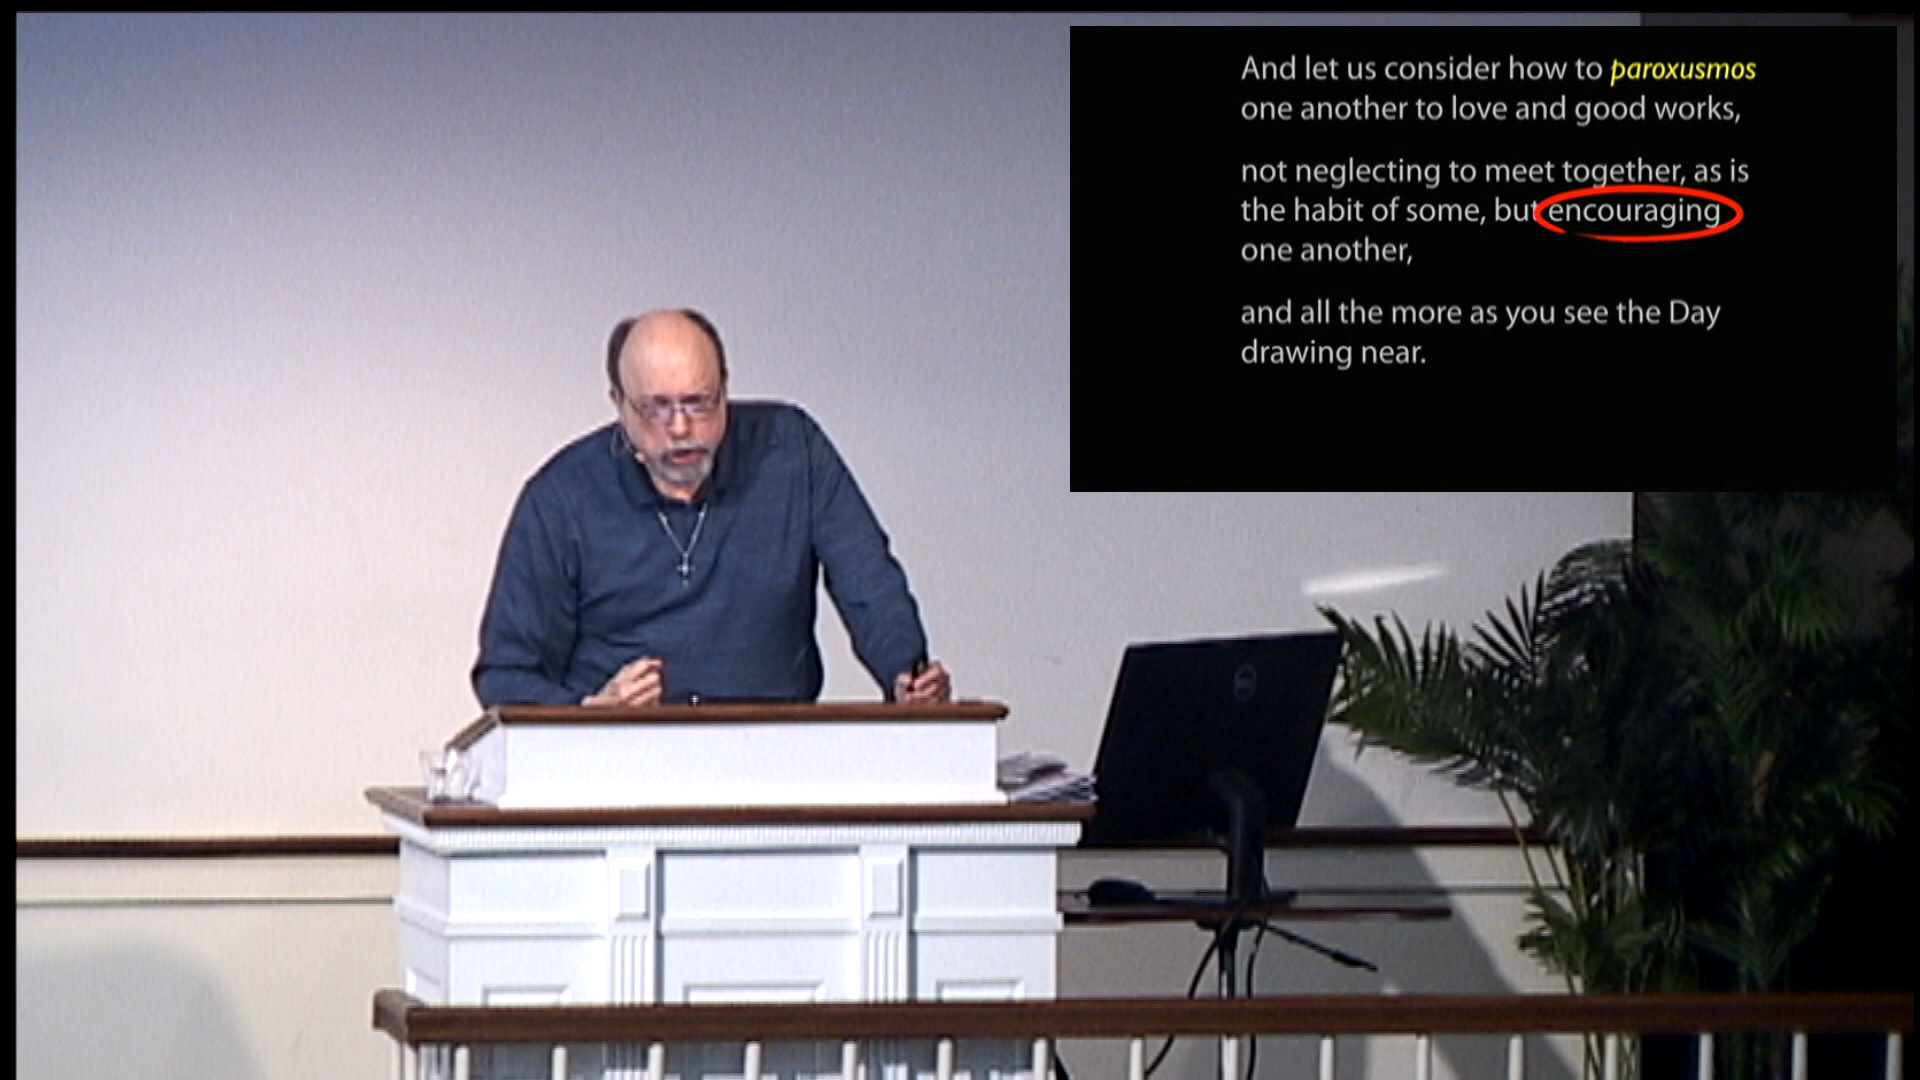 And let us consider how to paroxusmos
one another to love and good works,
not neglecting to meet together, as is
the habit of some, but encouraging
one another,
and all the more as you see the Day
drawing near.